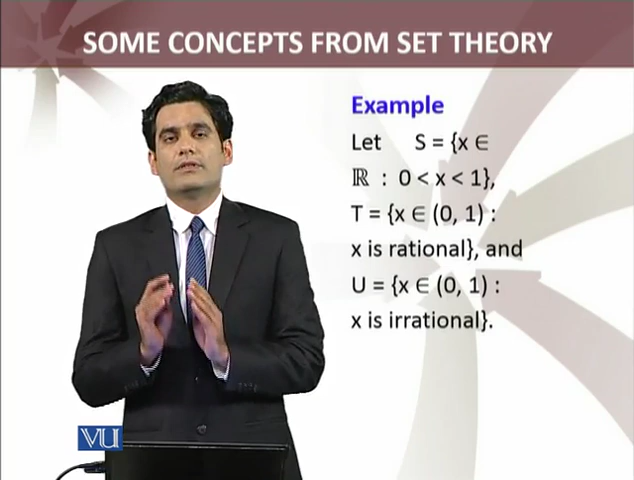 SOME CONCEPTS FROM SET THEORY
Example
Let S = {x ∈
ℝ : 0 < x < 1},
T = {x ∈ (0, 1) :
x is rational}, and
U = {x ∈ (0, 1) :
x is irrational}.
VU